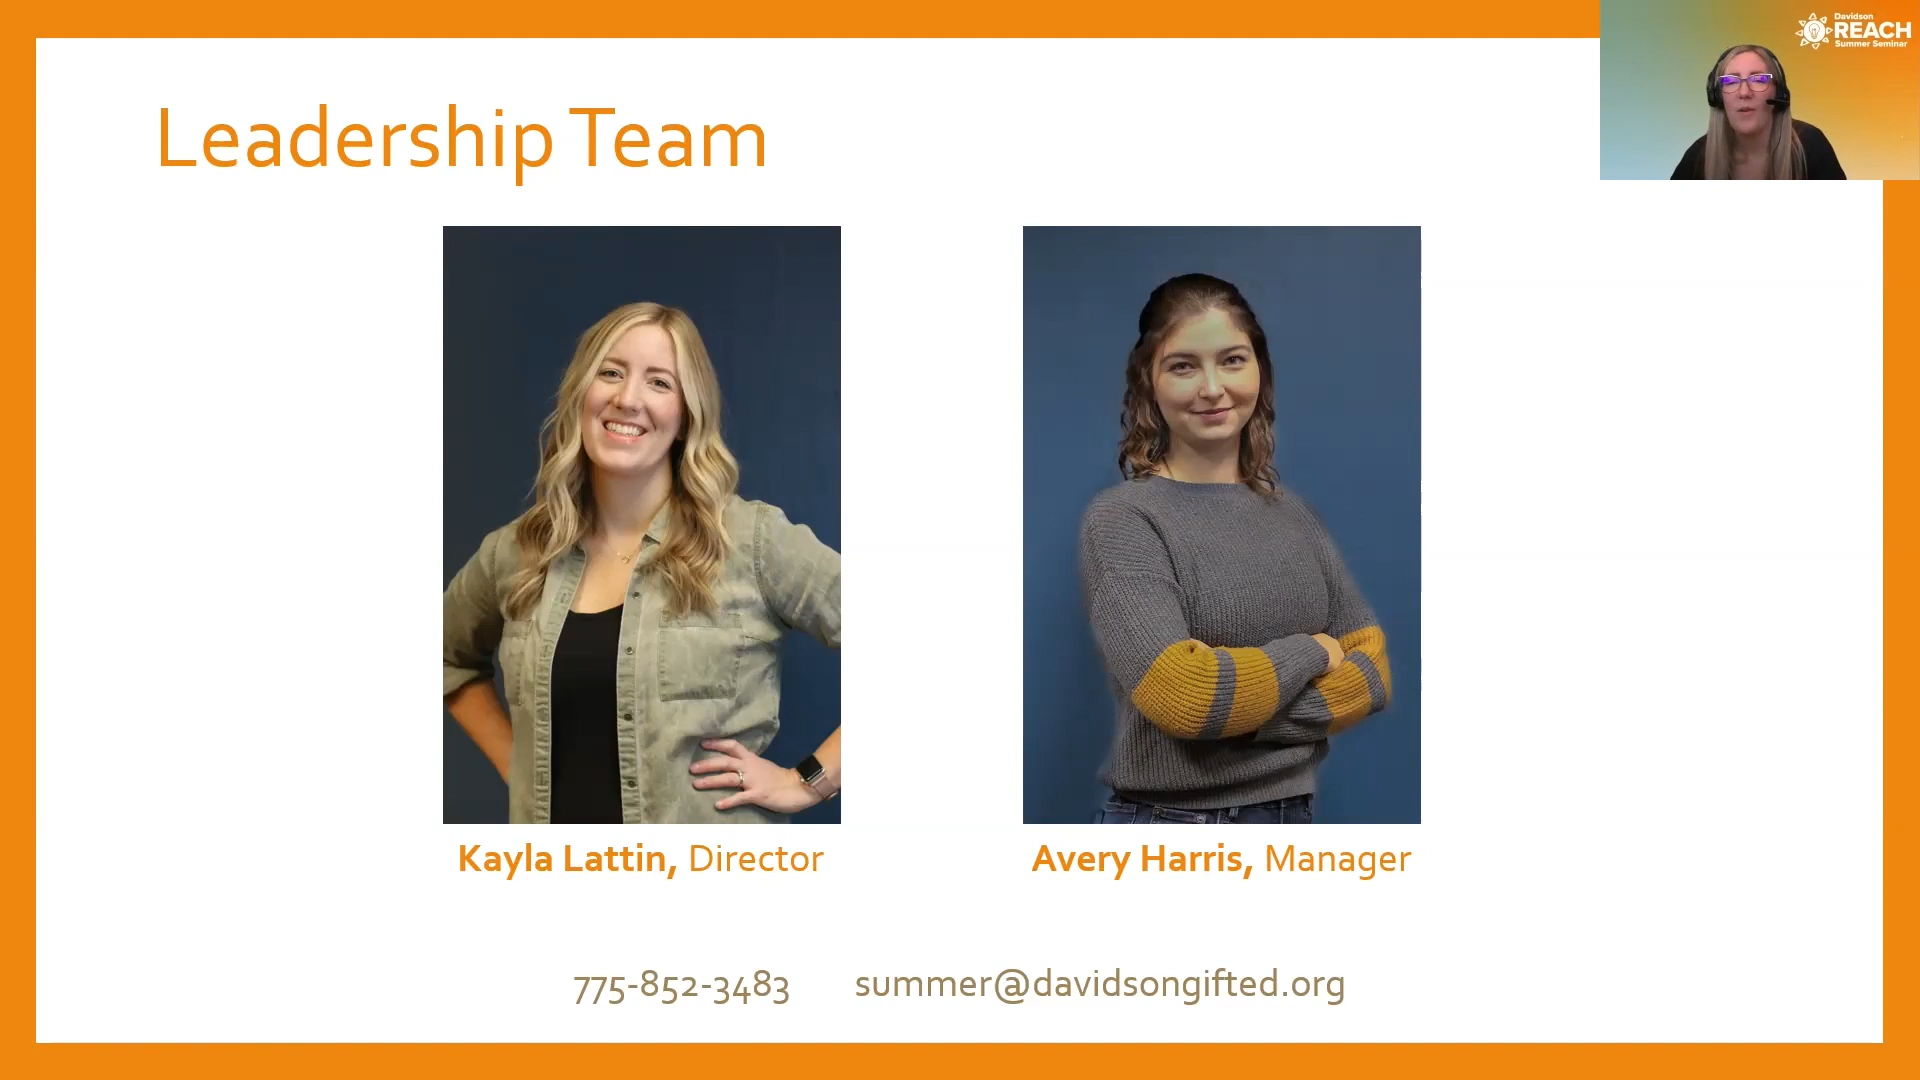 Davidson
REACH
Summer Seminar
Leadership Team
Kayla Lattin, Director
Avery Harris, Manager
775-852-3483
summer@davidsongifted.org